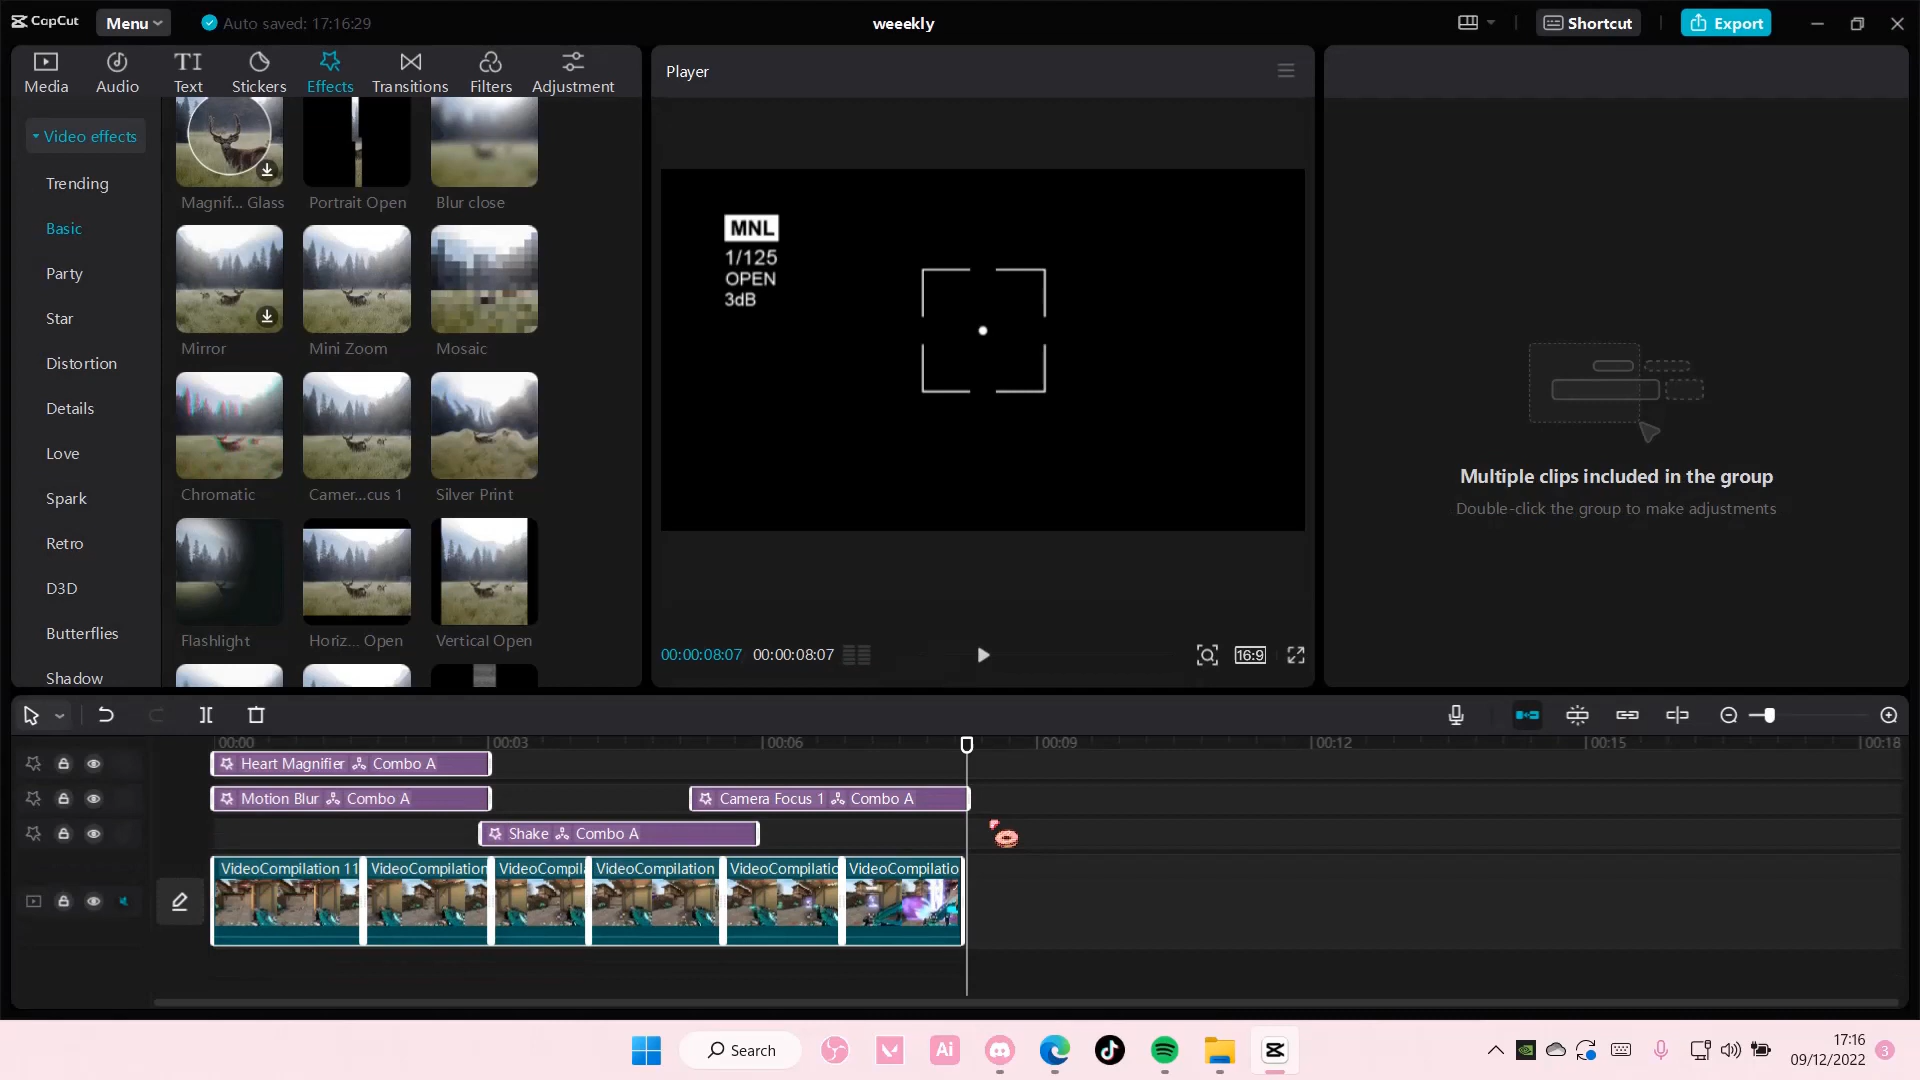 CapCut
Menu
Auto saved: 17:16:29
weeekly
Shortcut
Export
Media
Audio
Text
Stickers
Effects
Transitions
Filters
Adjustment
Player
Video effects
Trending
Basic
Party
Star
Distortion
Details
Love
Spark
Retro
D3D
Butterflies
Shadow
Magnif... Glass
Portrait Open
Blur close
Mirror
Mini Zoom
Mosaic
Chromatic
Camer...cus 1
Silver Print
Flashlight
Horiz... Open
Vertical Open
MNL
1/125
OPEN
3dB
00:00:08:07
00:00:08:07
16:9
Multiple clips included in the group
Double-click the group to make adjustments
00:00
00:03
00:06
00:09
00:12
00:15
00:18
Heart Magnifier Combo A
Motion Blur Combo A
Camera Focus 1 Combo A
Shake Combo A
VideoCompilation 11
VideoCompilation
VideoCompil
VideoCompilation
VideoCompilatio
VideoCompilatio
Search
Ai
17:16
09/12/2022
3